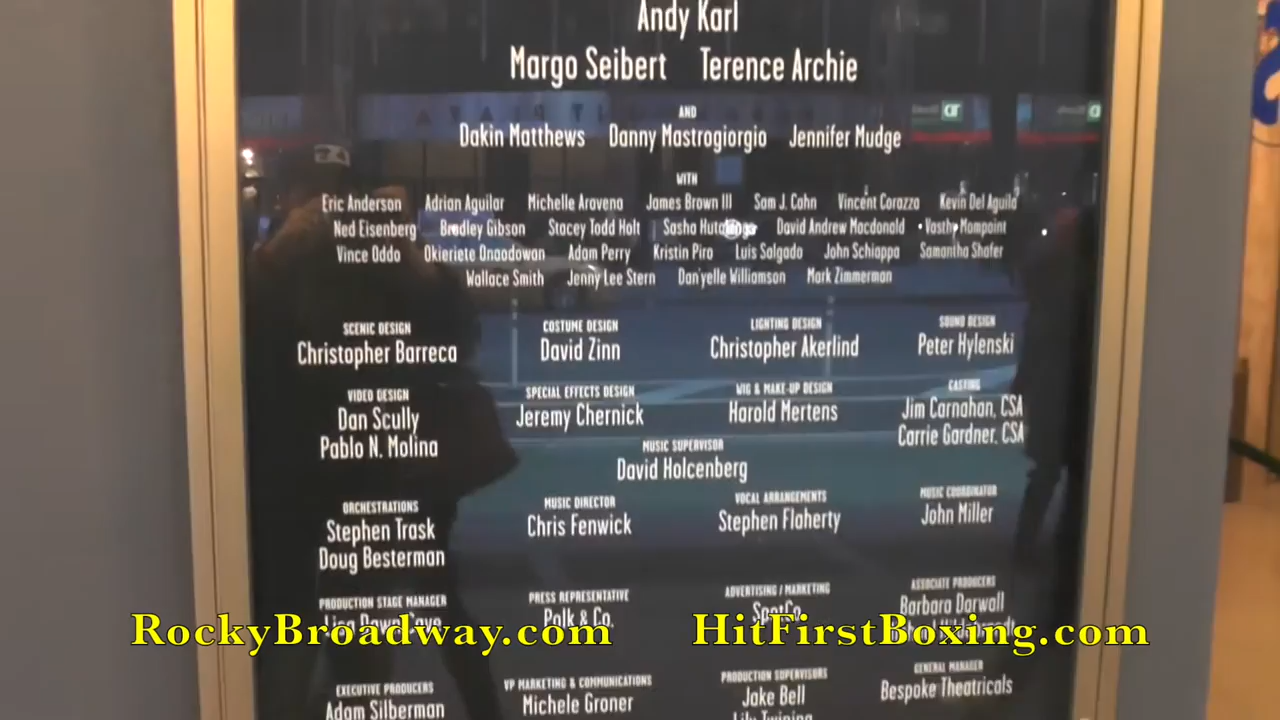 Andy Karl
Margo Seibert Terence Archie
AND
Dakin Matthews Danny Mastrogiorgio Jennifer Mudge
WITH
Eric Anderson Adrian Aguilar Michelle Aravena James Brown III Sam J. Cahn Vincent Corazza Kevin Del Aguila
Ned Eisenberg Bradley Gibson Stacey Todd Holt Sasha David Andrew Macdonald Vasthy Mompoint
Vince Oddo Okieriete Onaodowan Adam Perry Kristin Piro Luis Salgado John Schiappa Samantha Shafer
Wallace Smith Jenny Lee Stern Dan'yelle Williamson Mark Zimmerman
SCENIC DESIGN COSTUME DESIGN LIGHTING DESIGN SOUND DESIGN
Christopher Barreca David Zinn Christopher Akerlind Peter Hylenski
VIDEO DESIGN SPECIAL EFFECTS DESIGN WIG & MAKE-UP DESIGN CASTING
Dan Scully Jeremy Chernick Harold Mertens Jim Carnahan, CSA
Pablo N. Molina Carrie Gardner, CSA
MUSIC SUPERVISOR
David Holcenberg
ORCHESTRATIONS MUSIC DIRECTOR VOCAL ARRANGEMENTS MUSIC COORDINATOR
Stephen Trask Chris Fenwick Stephen Flaherty John Miller
Doug Besterman
PRODUCTION STAGE MANAGER PRESS REPRESENTATIVE ADVERTISING / MARKETING ASSOCIATE PRODUCERS
Polk & Co. SpotCo Barbara Darwall
RockyBroadway.com HitFirstBoxing.com
EXECUTIVE PRODUCERS VP MARKETING & COMMUNICATIONS PRODUCTION SUPERVISORS GENERAL MANAGER
Adam Silberman Michele Groner Jake Bell Bespoke Theatricals